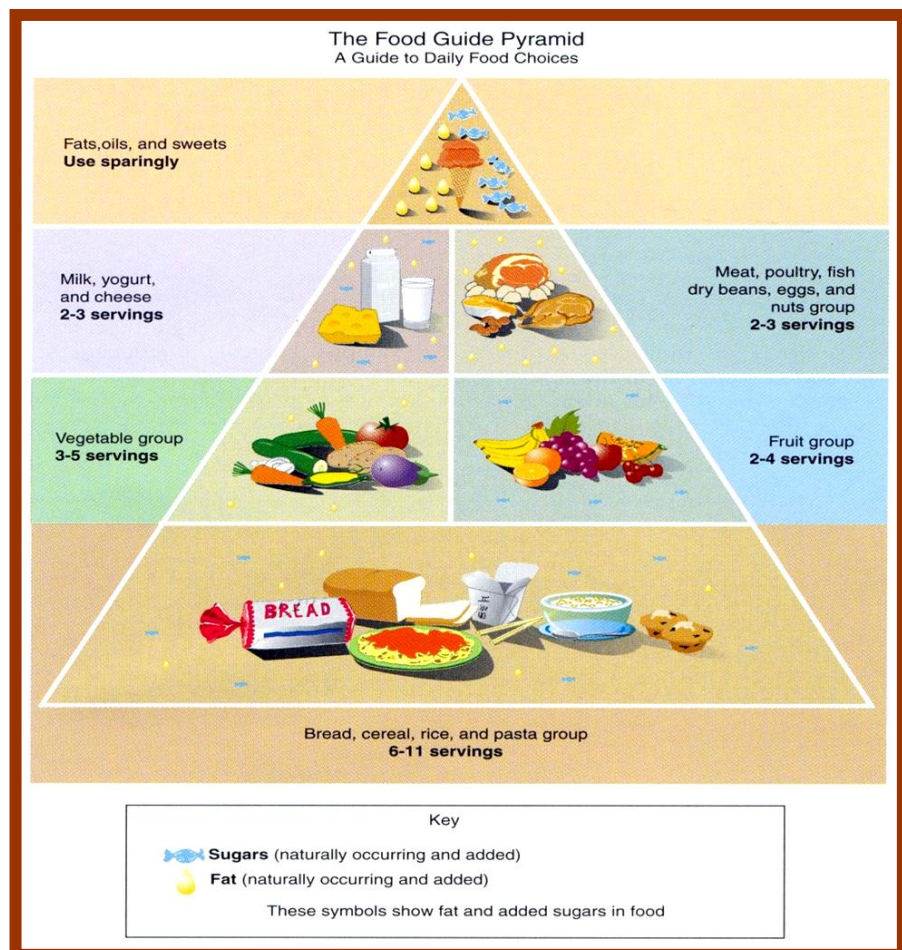 The Food Guide Pyramid
A Guide to Daily Food Choices
Fats,oils, and sweets
Use sparingly
Milk, yogurt,
and cheese
2-3 servings
Meat, poultry, fish
dry beans, eggs, and
nuts group
2-3 servings
Vegetable group
3-5 servings
Fruit group
2-4 servings
BREAD
Bread, cereal, rice, and pasta group
6-11 servings
Key
Sugars (naturally occurring and added)
Fat (naturally occurring and added)
These symbols show fat and added sugars in food